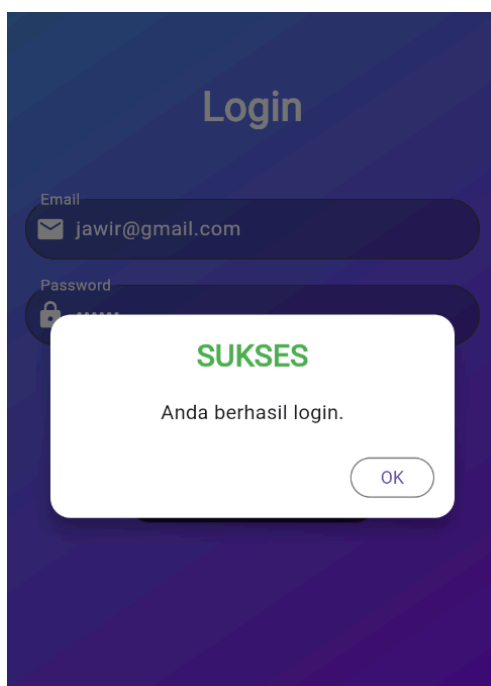 Login
Email
jawir@gmail.com
Password
SUKSES
Anda berhasil login.
OK